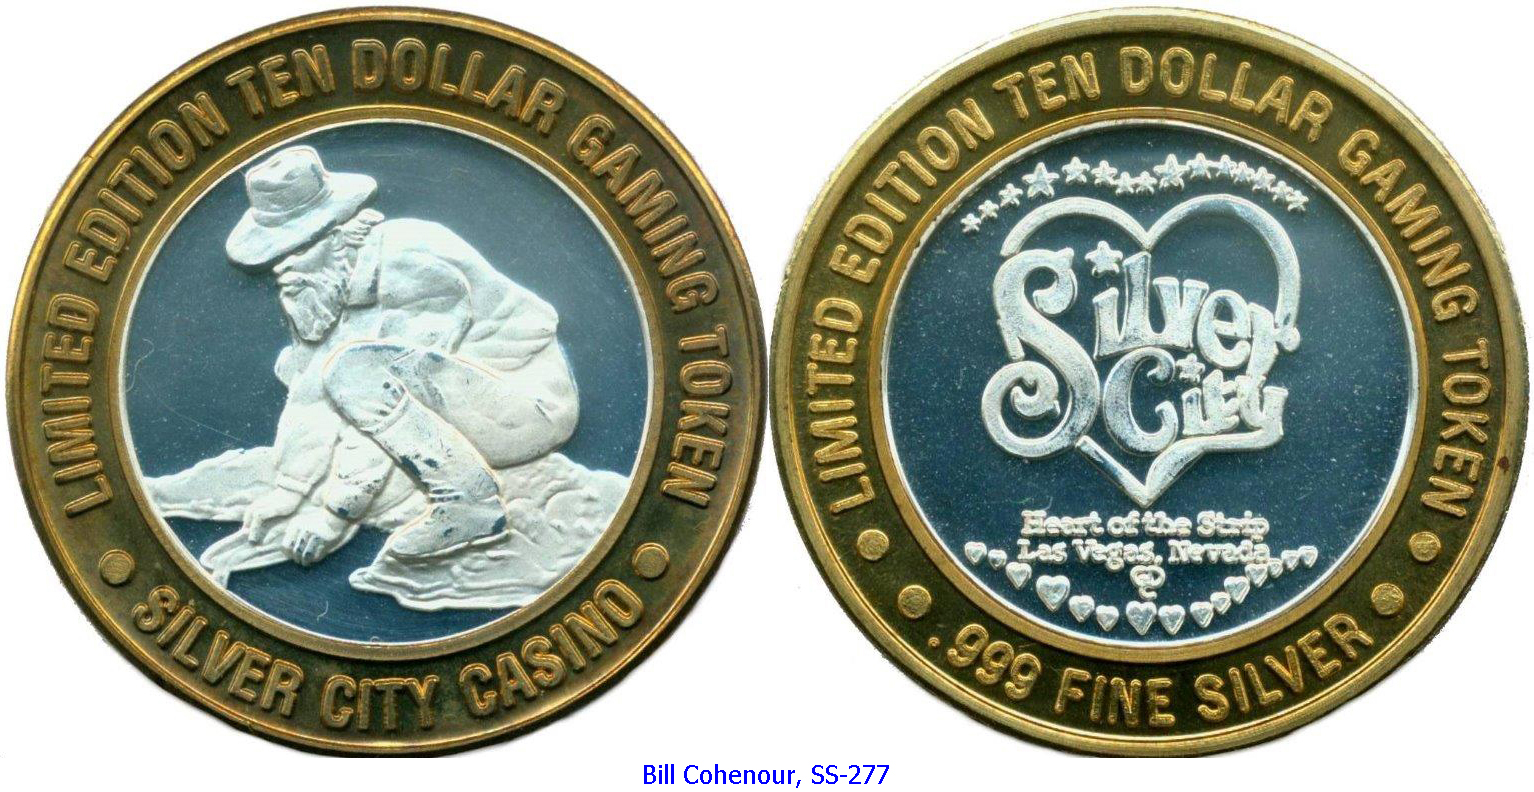 LIMITED EDITION TEN DOLLAR GAMING TOKEN
SILVER CITY CASINO
LIMITED EDITION TEN DOLLAR GAMING TOKEN
Silver
City
Heart of the Strip
Las Vegas, Nevada
.999 FINE SILVER
Bill Cohenour, SS-277